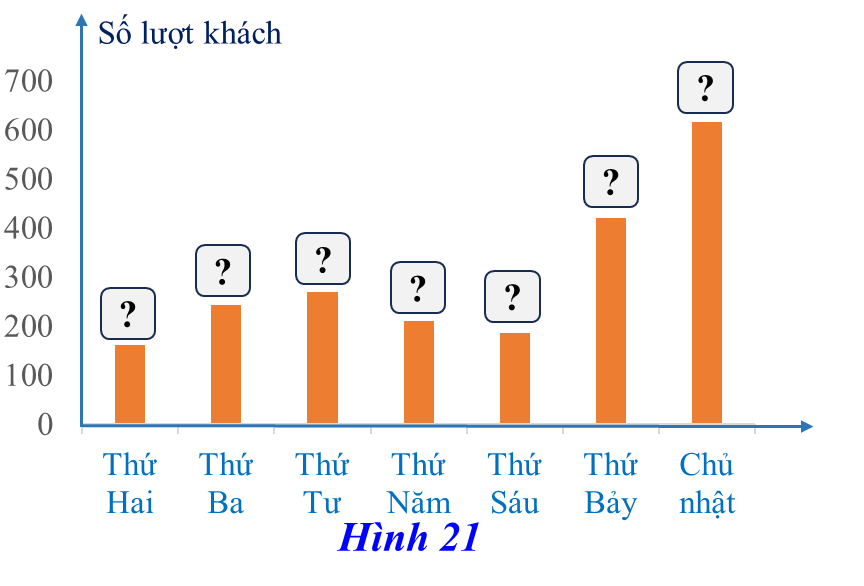 Số lượt khách
700
600
500
400
300
200
100
0
?
?
?
?
?
?
?
Thứ Hai
Thứ Ba
Thứ Tư
Thứ Năm
Thứ Sáu
Thứ Bảy
Chủ nhật
Hình 21